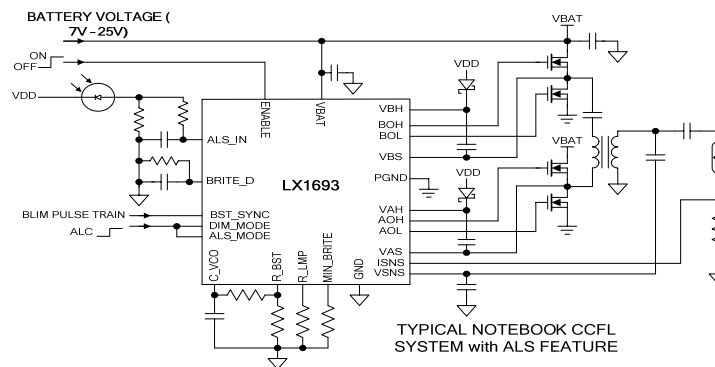 BATTERY VOLTAGE (
7V - 25V)
ON
OFF
VDD
ENABLE
VBAT
ALS_IN
BRITE_D
LX1693
BLIM PULSE TRAIN
BST_SYNC
DIM_MODE
ALC
ALS_MODE
C_VCO
R_BST
R_LMP
MIN_BRITE
GND
VBH
BOH
BOL
VBS
PGND
VAH
AOH
AOL
VAS
ISNS
VSNS
VDD
VBAT
VBAT
VDD
TYPICAL NOTEBOOK CCFL
SYSTEM with ALS FEATURE